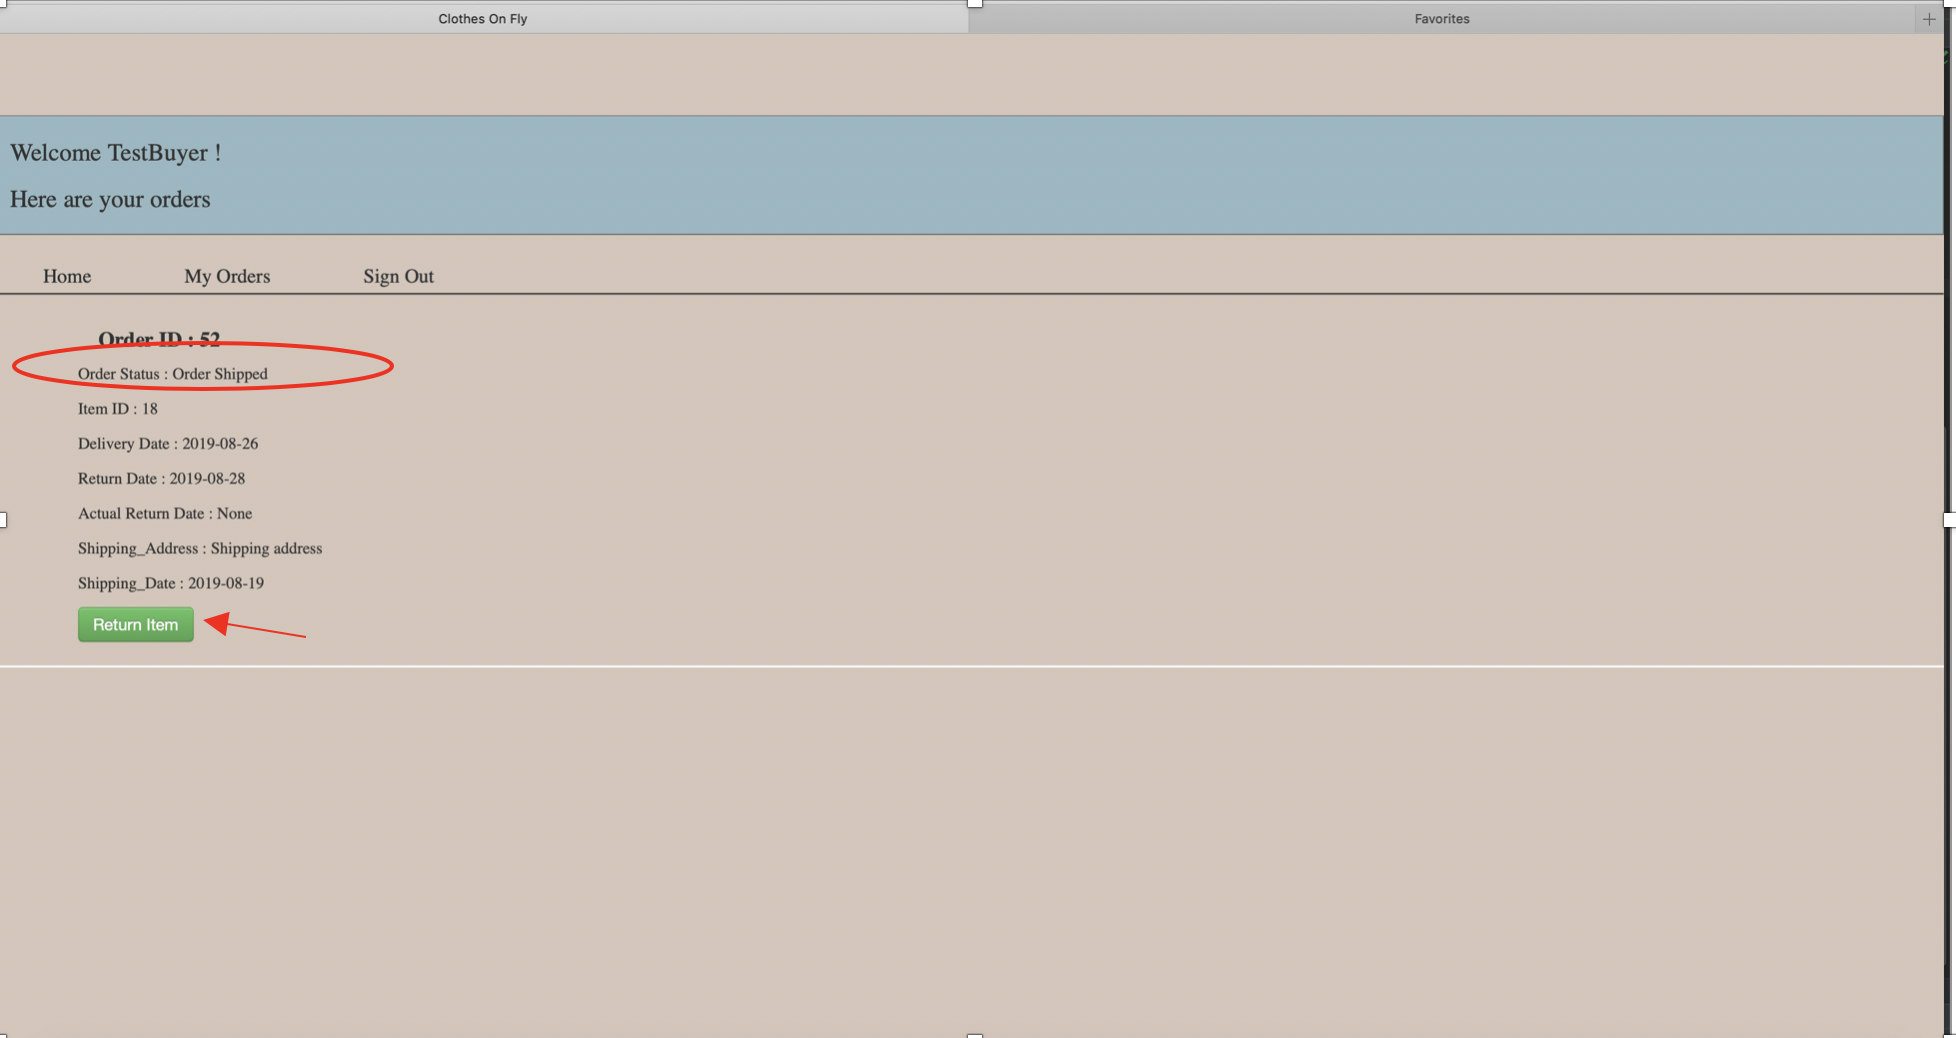 Clothes On Fly
Favorites
Welcome TestBuyer !
Here are your orders
Home
My Orders
Sign Out
Order ID : 52
Order Status : Order Shipped
Item ID : 18
Delivery Date : 2019-08-26
Return Date : 2019-08-28
Actual Return Date : None
Shipping_Address : Shipping address
Shipping_Date : 2019-08-19
Return Item